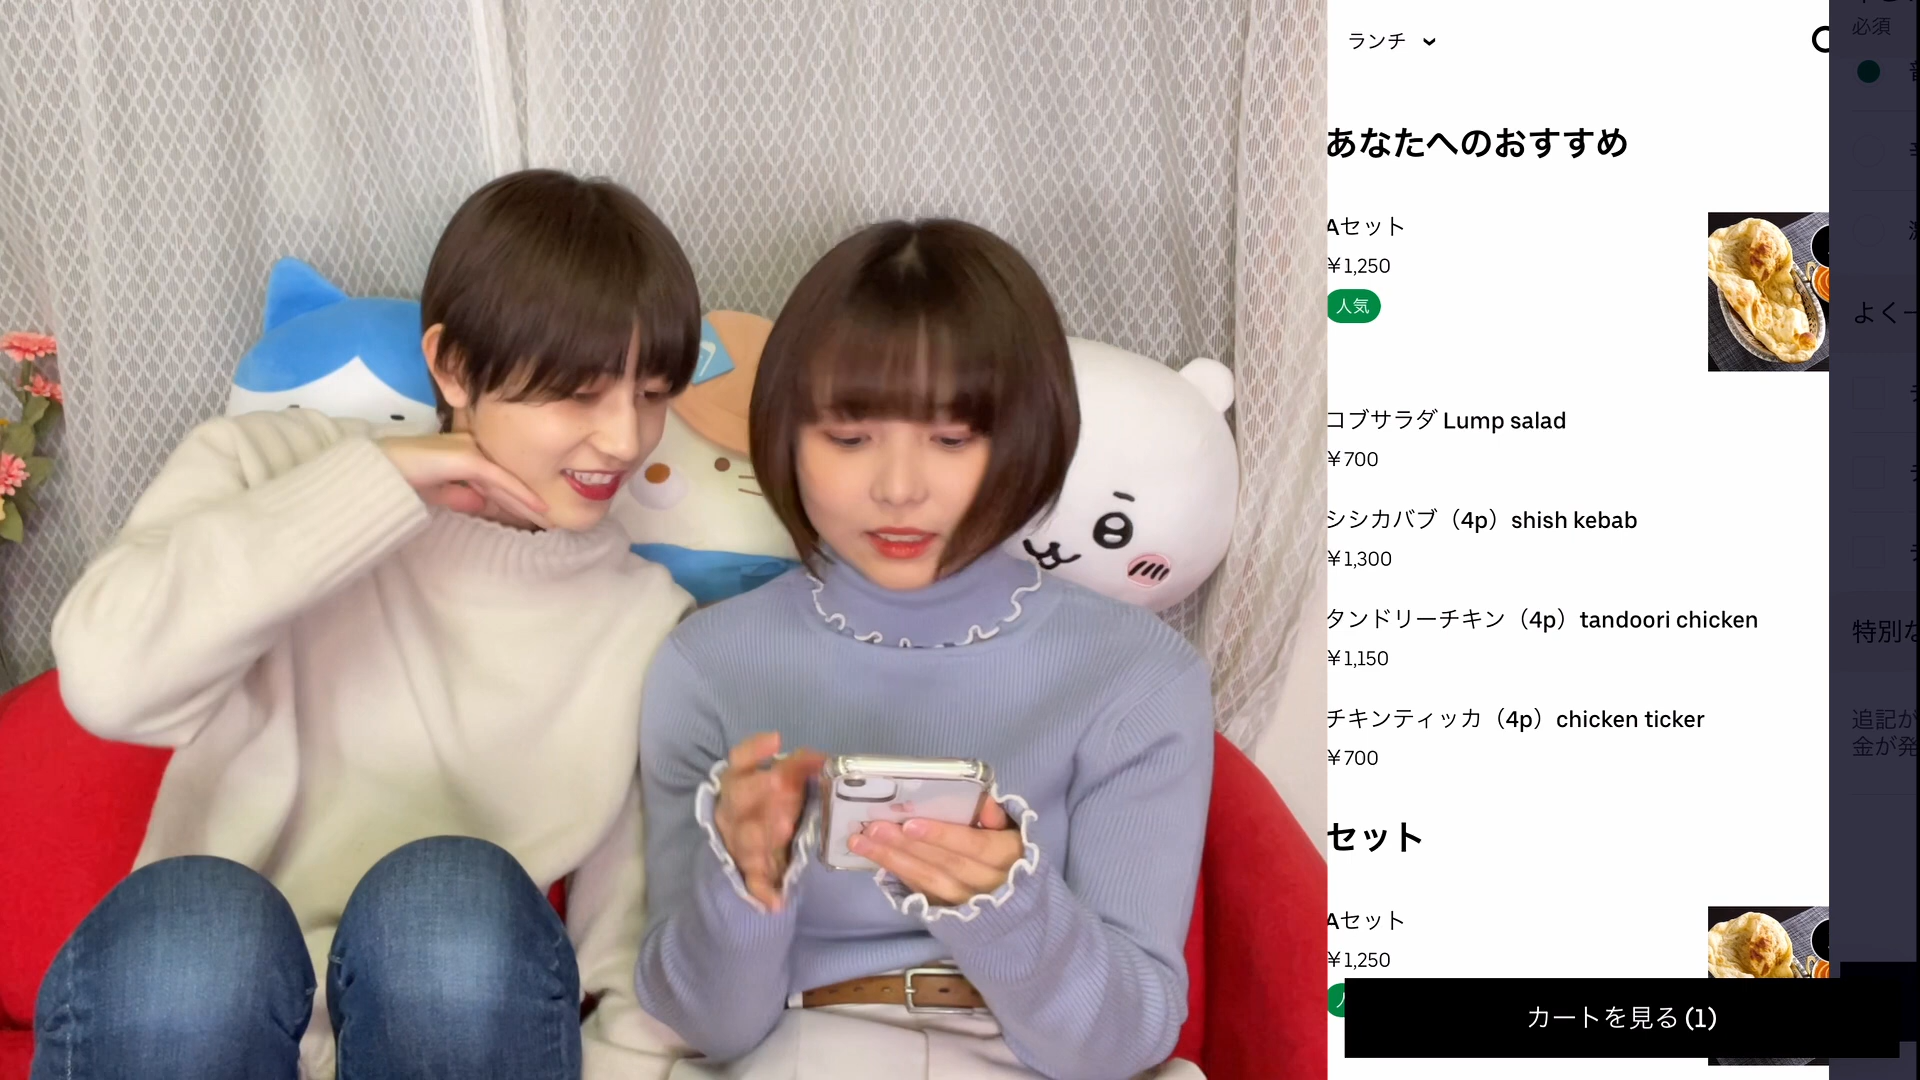 ランチ
あなたへのおすすめ
Aセット
¥1,250
人気
コブサラダ Lump salad
¥700
シシカバブ（4p）shish kebab
¥1,300
タンドリーチキン（4p）tandoori chicken
¥1,150
チキンティッカ（4p）chicken ticker
¥700
セット
Aセット
¥1,250
カートを見る (1)
必須
よく一
特別な
追記が
金が発